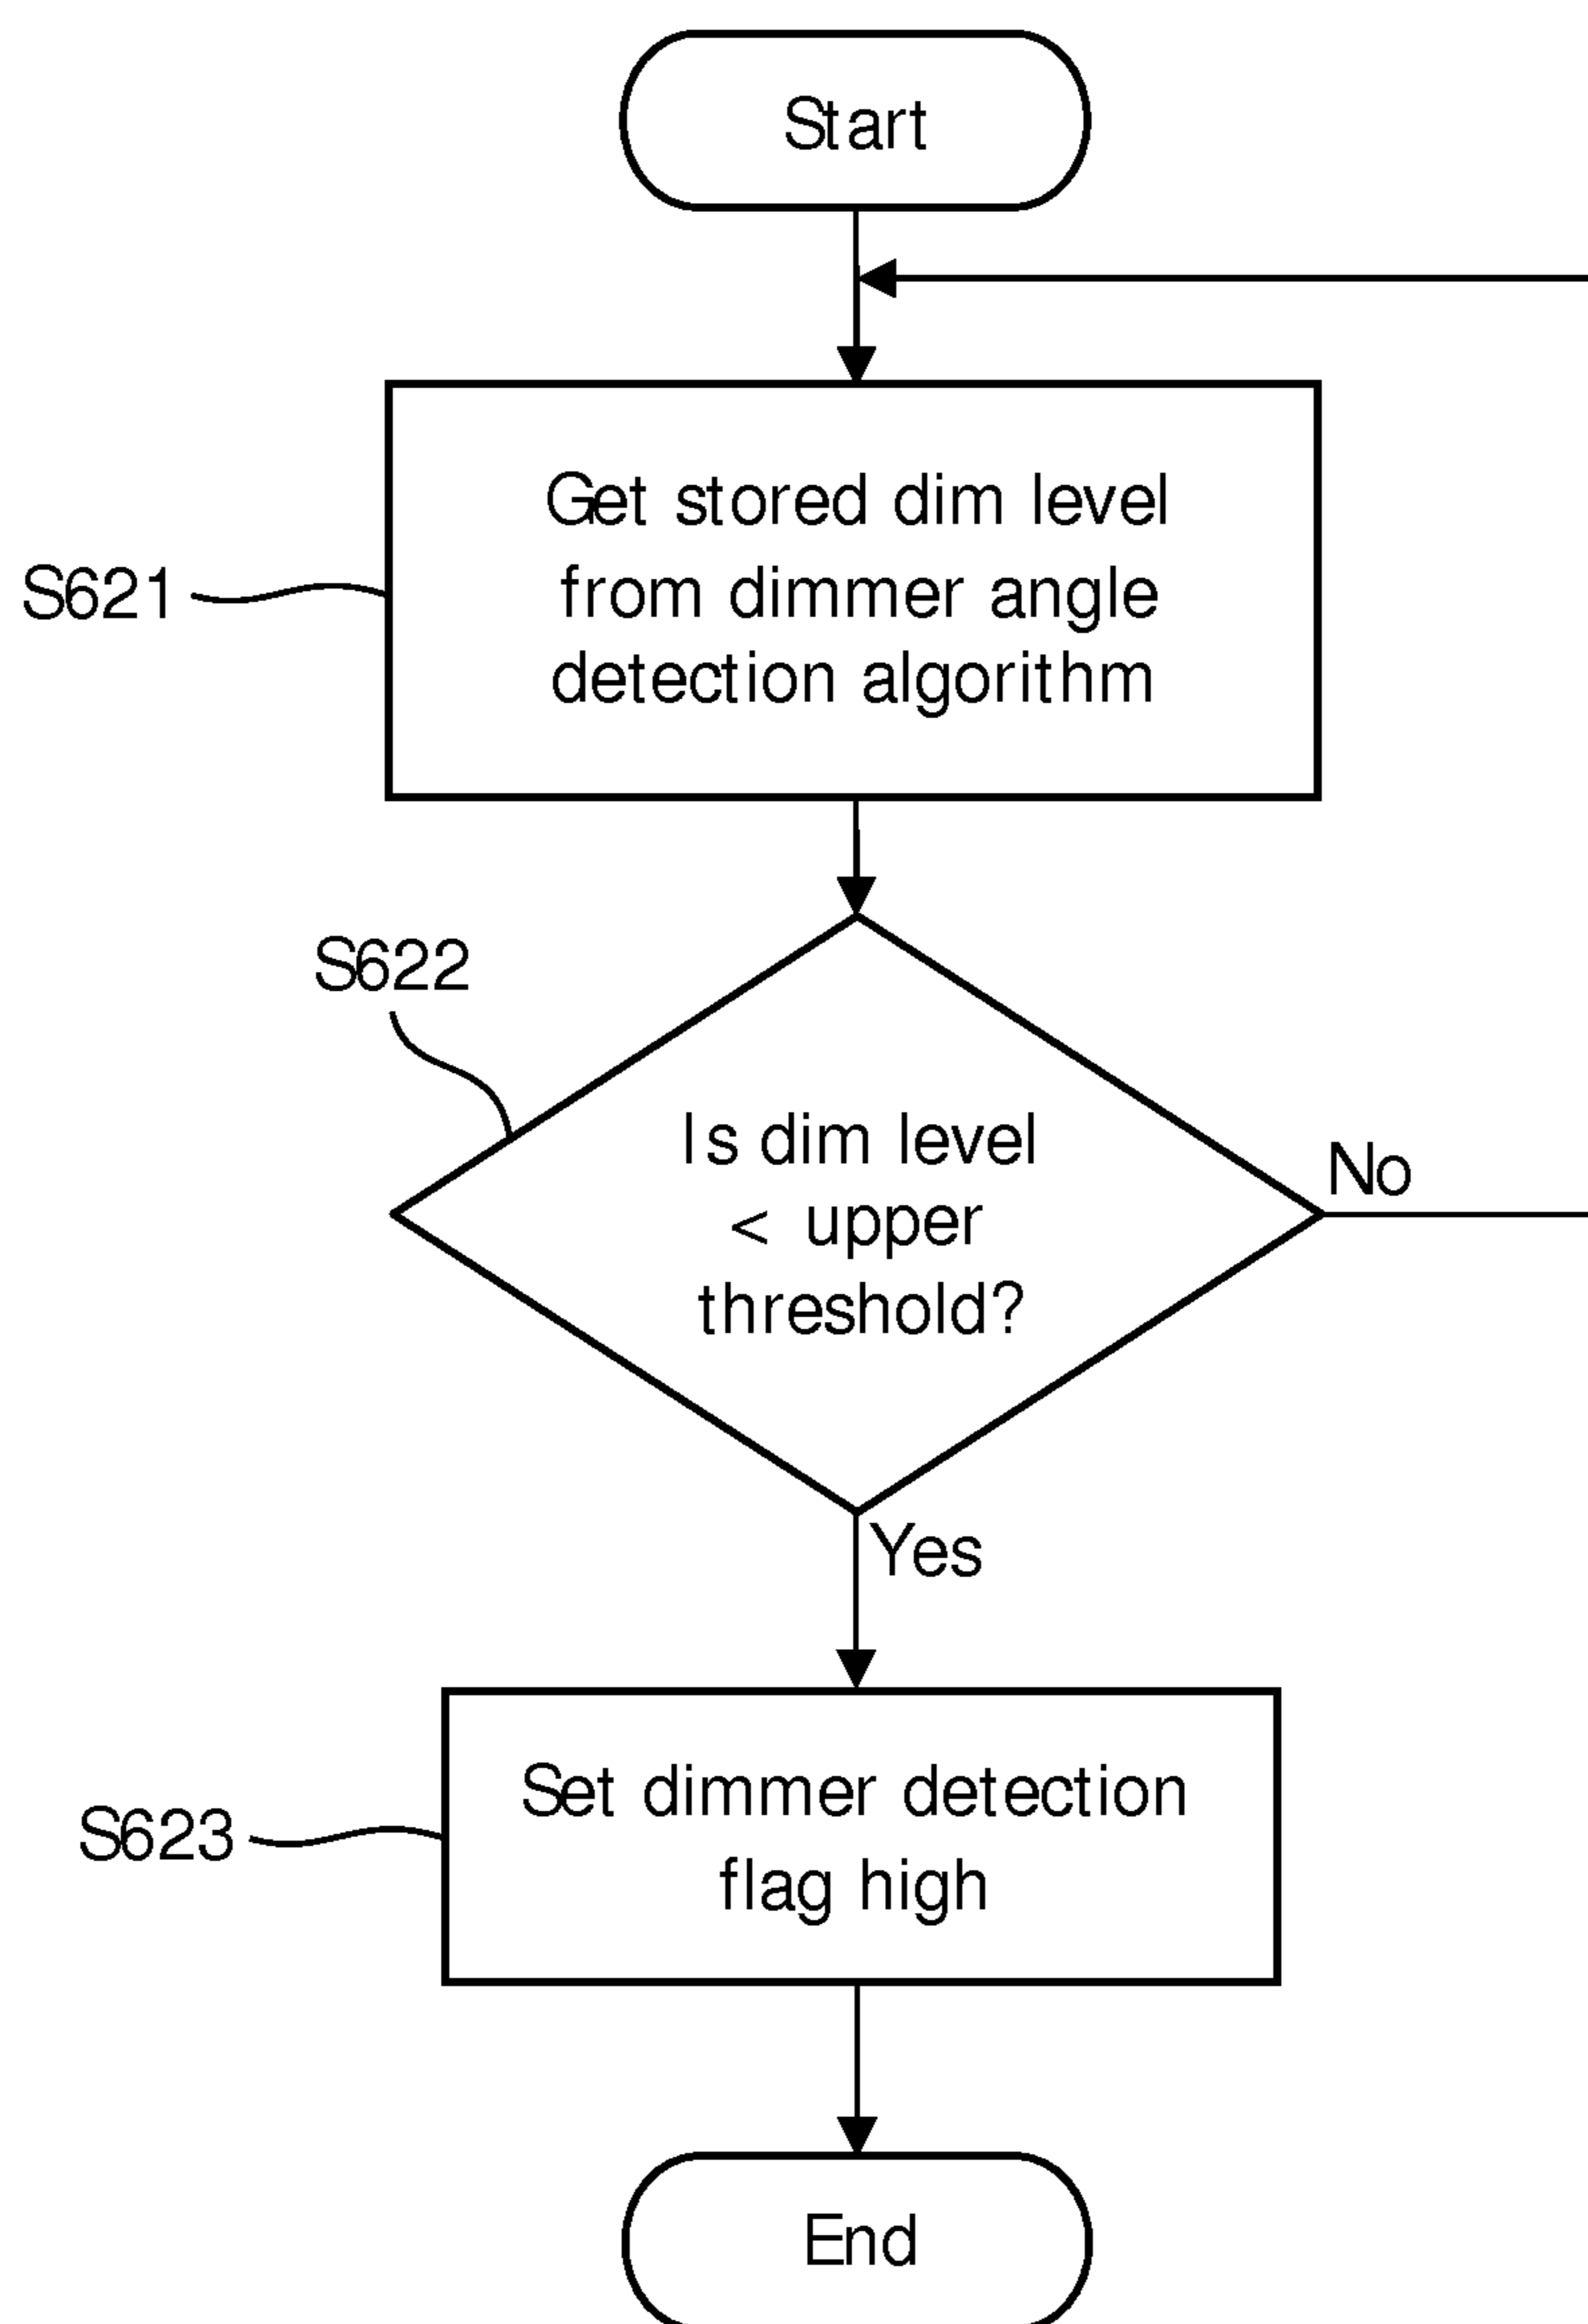 Start
Get stored dim level
from dimmer angle
detection algorithm
S621
S622
Is dim level
< upper
threshold?
No
Yes
Set dimmer detection
flag high
S623
End